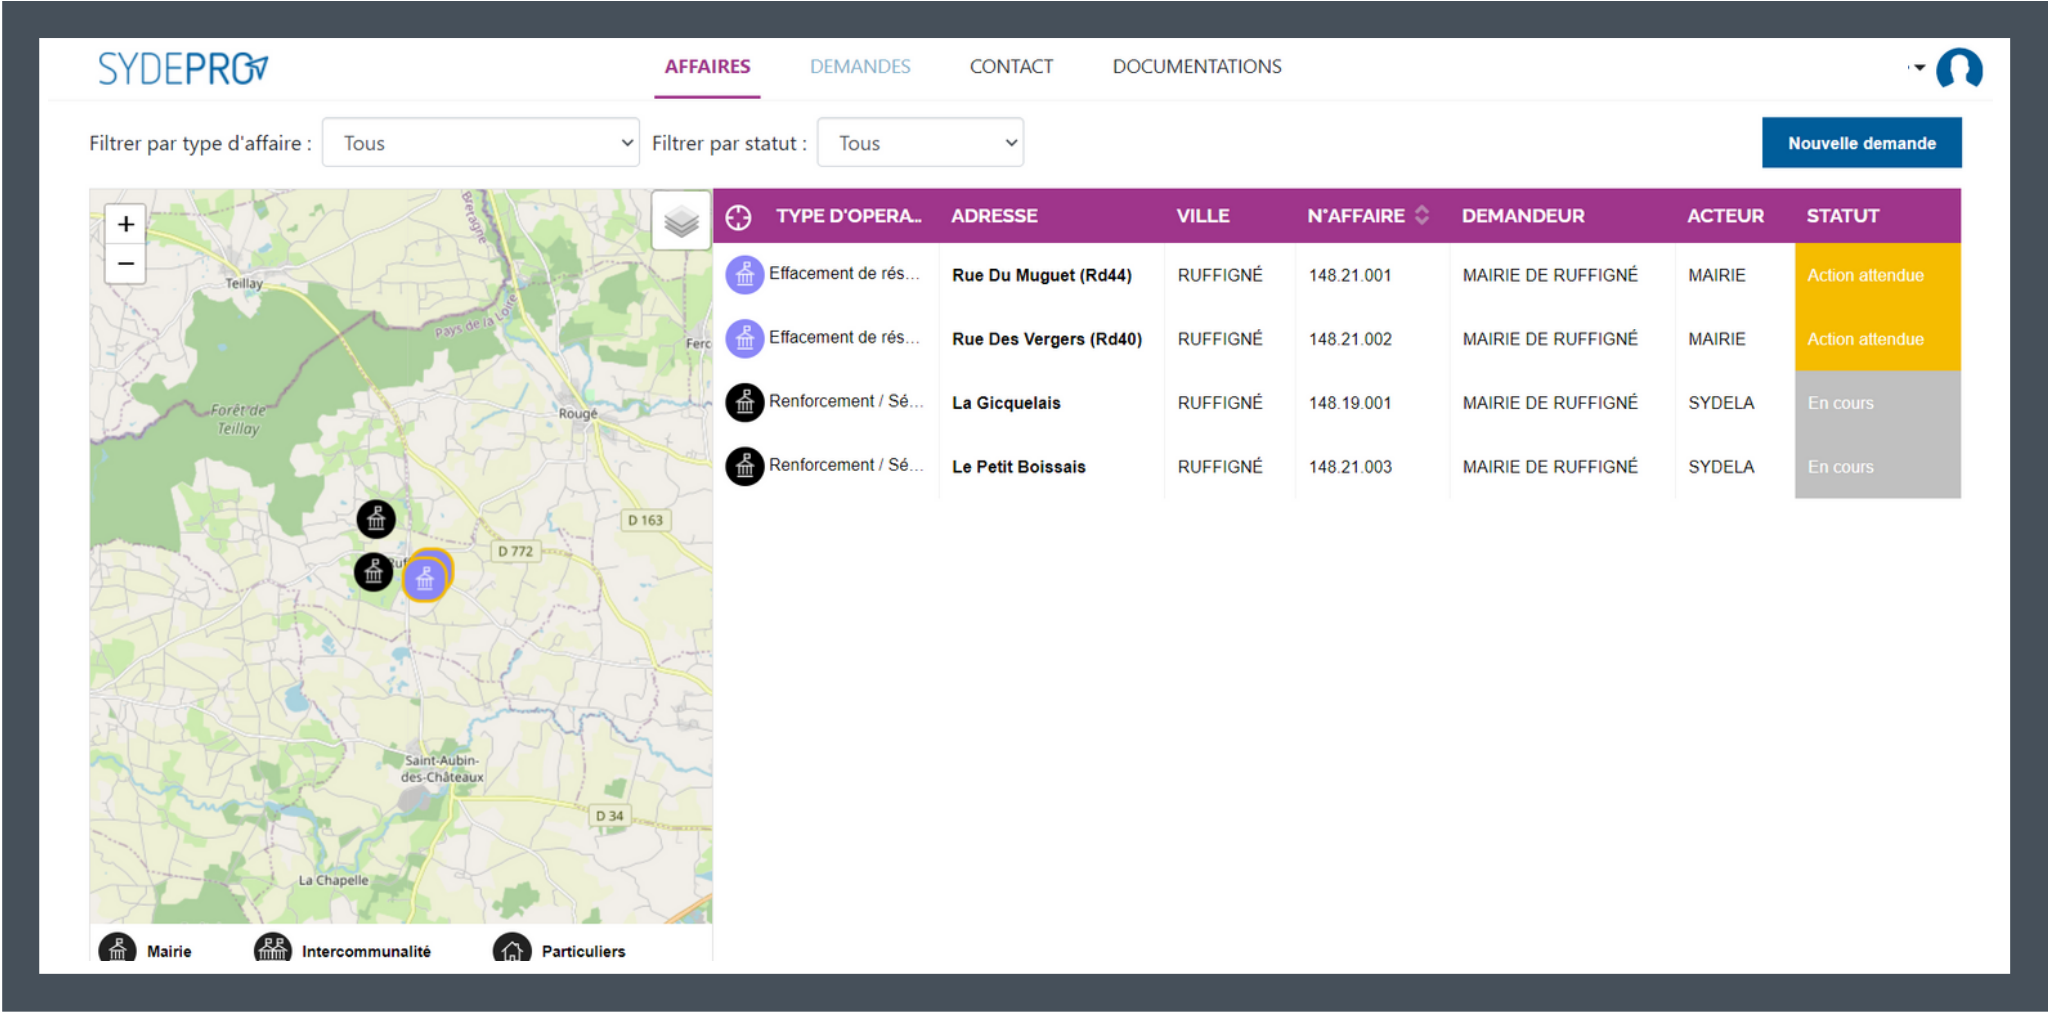 SYDEPRO
AFFAIRES DEMANDES CONTACT DOCUMENTATIONS
Filtrer par type d'affaire : Tous Filtrer par statut : Tous Nouvelle demande
TYPE D'OPERA... ADRESSE VILLE N°AFFAIRE DEMANDEUR ACTEUR STATUT
Effacement de rés... Rue Du Muguet (Rd44) RUFFIGNÉ 148.21.001 MAIRIE DE RUFFIGNÉ MAIRIE Action attendue
Effacement de rés... Rue Des Vergers (Rd40) RUFFIGNÉ 148.21.002 MAIRIE DE RUFFIGNÉ MAIRIE Action attendue
Renforcement / Sé... La Gicquelais RUFFIGNÉ 148.19.001 MAIRIE DE RUFFIGNÉ SYDELA En cours
Renforcement / Sé... Le Petit Boissais RUFFIGNÉ 148.21.003 MAIRIE DE RUFFIGNÉ SYDELA En cours
+
−
Bretagne
Teillay
Pays de la Loire
Ferc
Forêt de
Teillay
Rougé
D 163
D 772
Ruf
Saint-Aubin-
des-Châteaux
D 34
La Chapelle
Mairie Intercommunalité Particuliers